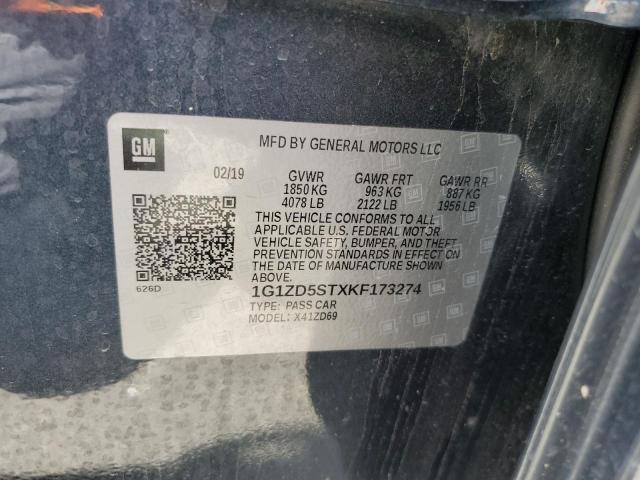 GM
MFD BY GENERAL MOTORS LLC
02/19 GVWR GAWR FRT GAWR RR
1850 KG 963 KG 887 KG
4078 LB 2122 LB 1956 LB
THIS VEHICLE CONFORMS TO ALL
APPLICABLE U.S. FEDERAL MOTOR
VEHICLE SAFETY, BUMPER, AND THEFT
PREVENTION STANDARDS IN EFFECT ON
THE DATE OF MANUFACTURE SHOWN
ABOVE.
626D
1G1ZD5STXKF173274
TYPE: PASS CAR
MODEL: X41ZD69